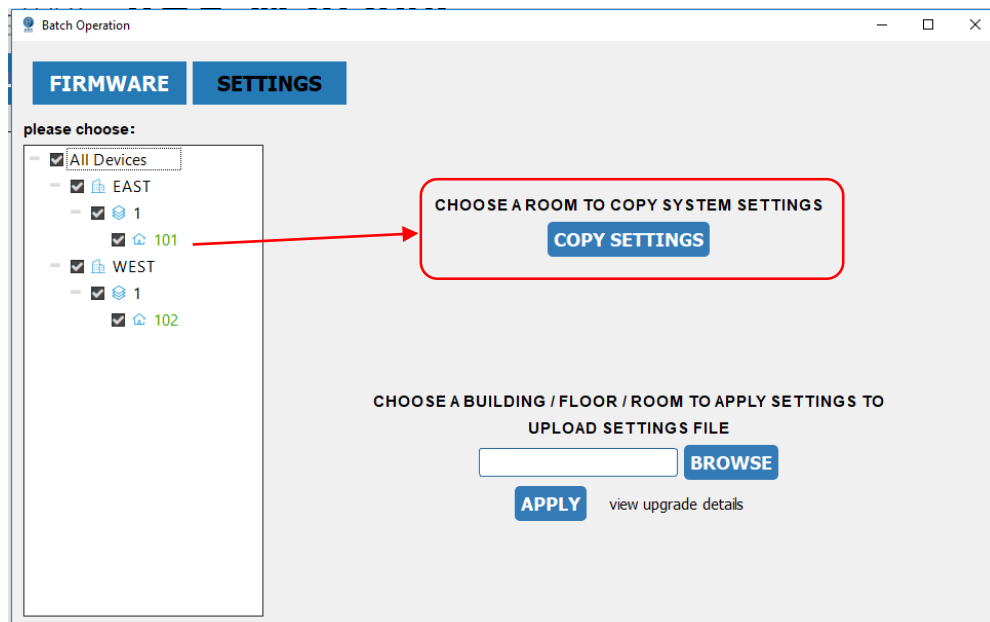 Batch Operation
FIRMWARE
SETTINGS
please choose:
All Devices
EAST
1
101
WEST
1
102
CHOOSE A ROOM TO COPY SYSTEM SETTINGS
COPY SETTINGS
CHOOSE A BUILDING / FLOOR / ROOM TO APPLY SETTINGS TO
UPLOAD SETTINGS FILE
BROWSE
APPLY
view upgrade details